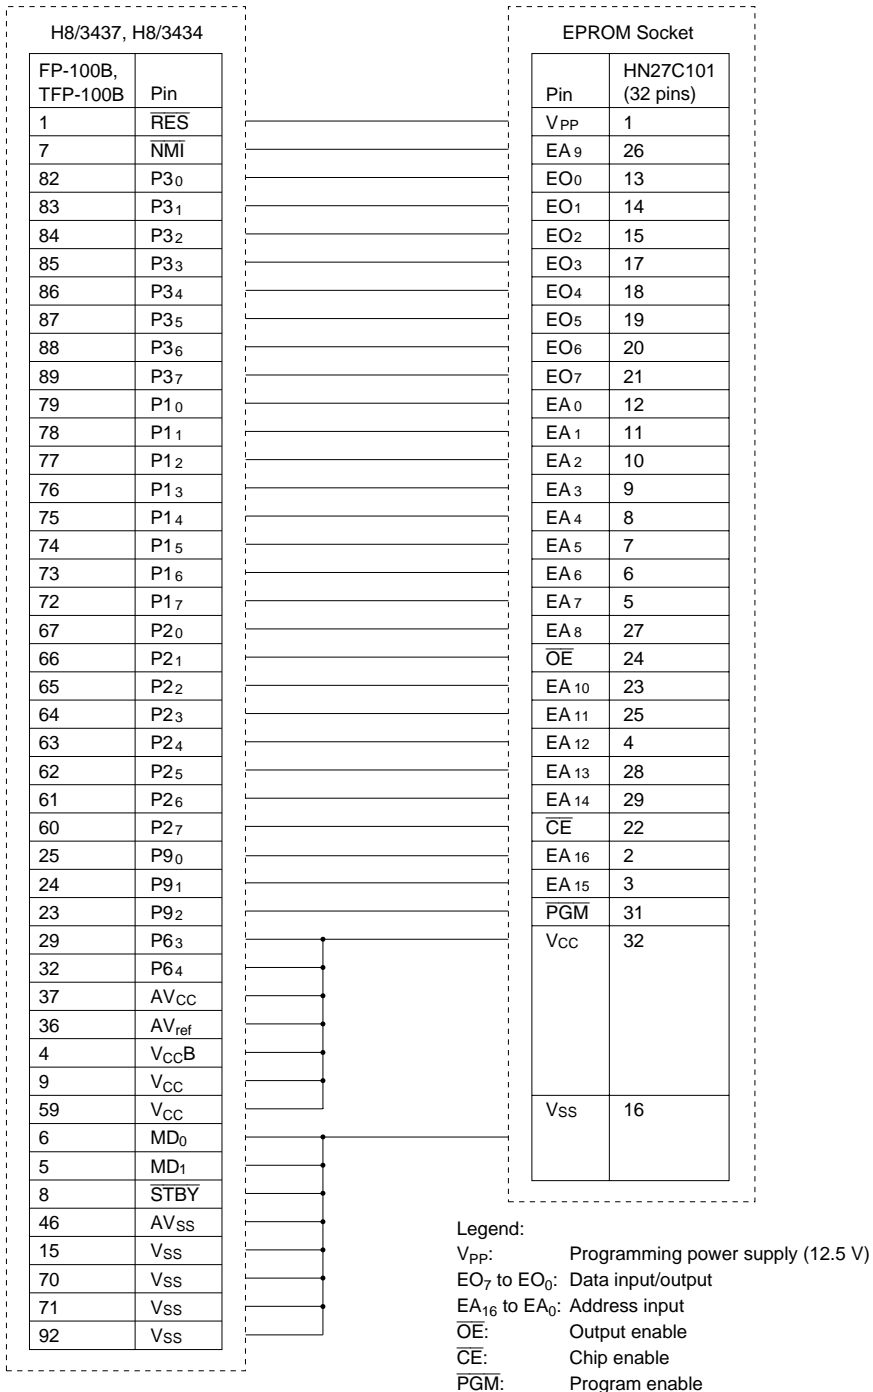 H8/3437, H8/3434 EPROM Socket
FP-100B, TFP-100B Pin Pin HN27C101 (32 pins)
1 R̅E̅S̅ VPP 1
7 N̅M̅I̅ EA9 26
82 P30 EO0 13
83 P31 EO1 14
84 P32 EO2 15
85 P33 EO3 17
86 P34 EO4 18
87 P35 EO5 19
88 P36 EO6 20
89 P37 EO7 21
79 P10 EA0 12
78 P11 EA1 11
77 P12 EA2 10
76 P13 EA3 9
75 P14 EA4 8
74 P15 EA5 7
73 P16 EA6 6
72 P17 EA7 5
67 P20 EA8 27
66 P21 O̅E̅ 24
65 P22 EA10 23
64 P23 EA11 25
63 P24 EA12 4
62 P25 EA13 28
61 P26 EA14 29
60 P27 C̅E̅ 22
25 P90 EA16 2
24 P91 EA15 3
23 P92 P̅G̅M̅ 31
29 P63 VCC 32
32 P64
37 AVCC
36 AVref
4 VCCB
9 VCC
59 VCC VSS 16
6 MD0
5 MD1
8 S̅T̅B̅Y̅
46 AVSS
15 VSS
70 VSS
71 VSS
92 VSS
Legend:
VPP: Programming power supply (12.5 V)
EO7 to EO0: Data input/output
EA16 to EA0: Address input
O̅E̅: Output enable
C̅E̅: Chip enable
P̅G̅M̅: Program enable